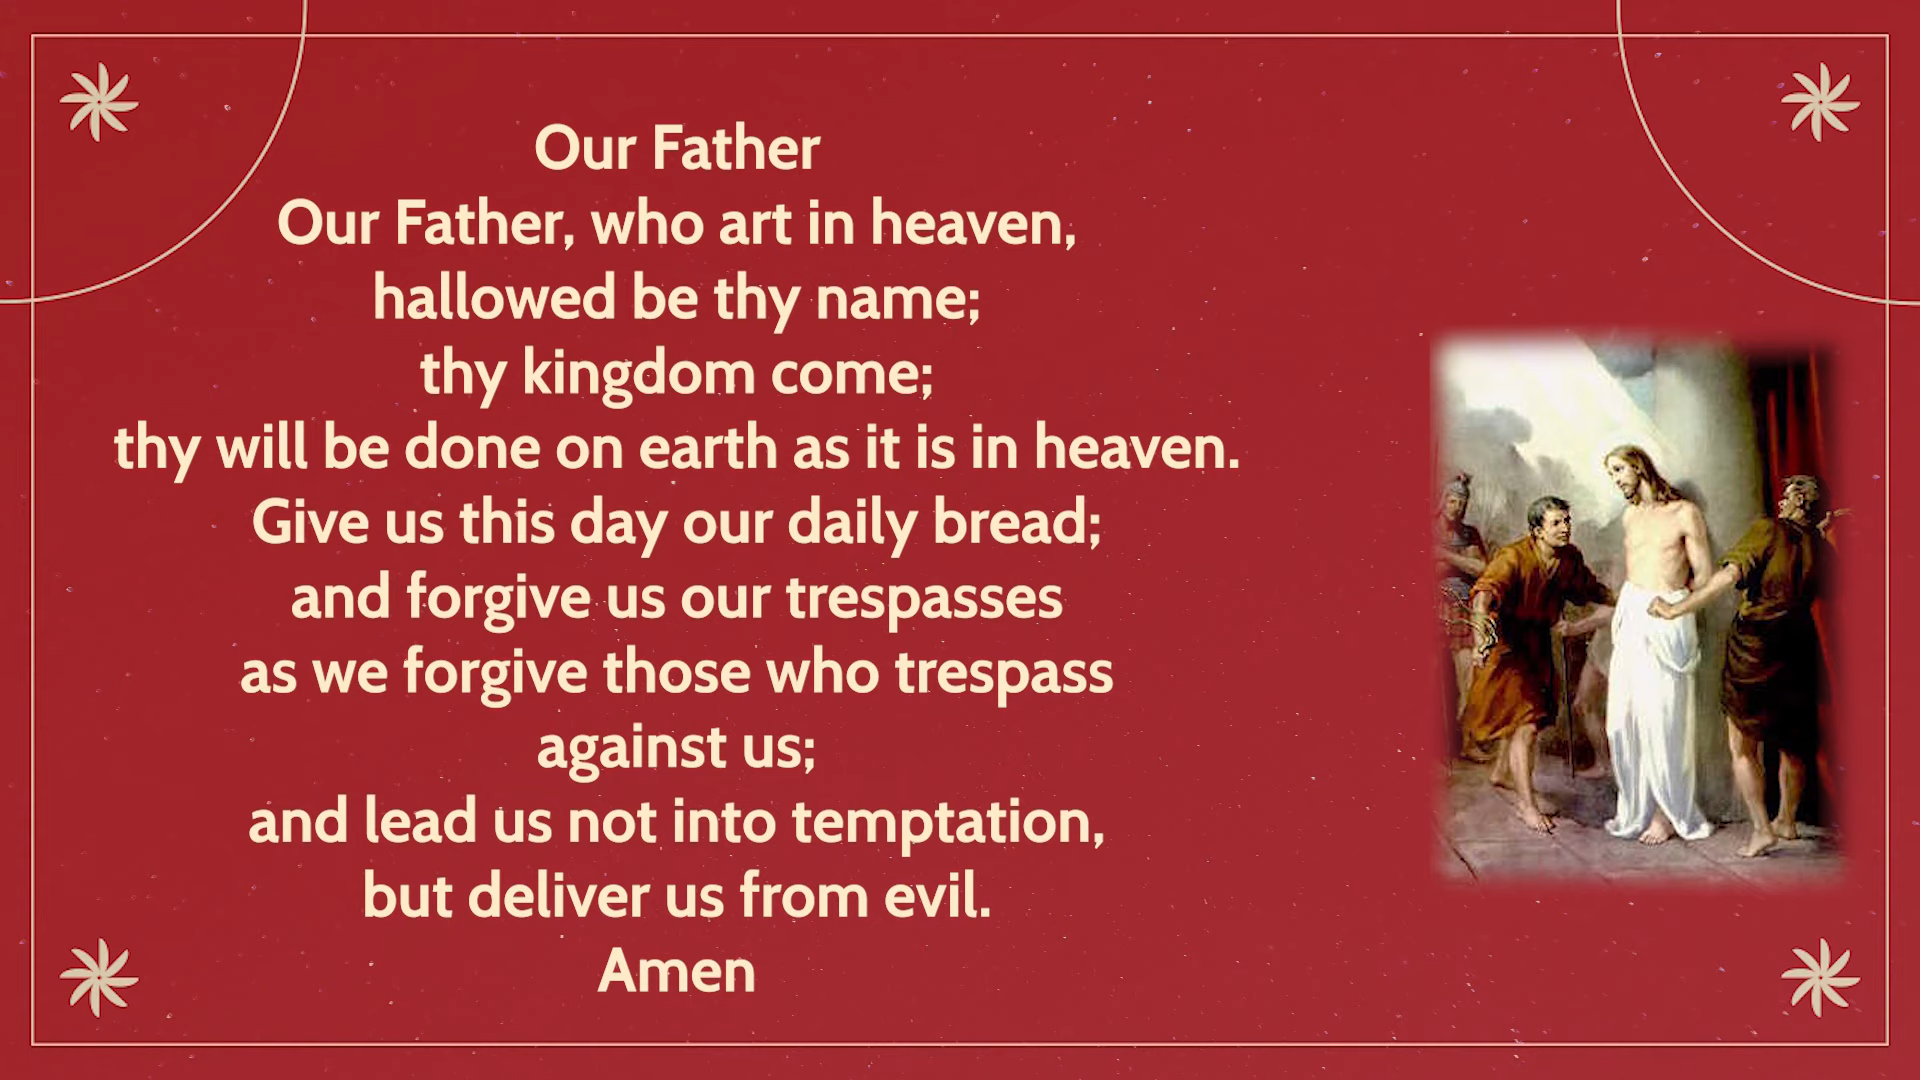 Our Father
Our Father, who art in heaven,
hallowed be thy name;
thy kingdom come;
thy will be done on earth as it is in heaven.
Give us this day our daily bread;
and forgive us our trespasses
as we forgive those who trespass
against us;
and lead us not into temptation,
but deliver us from evil.
Amen